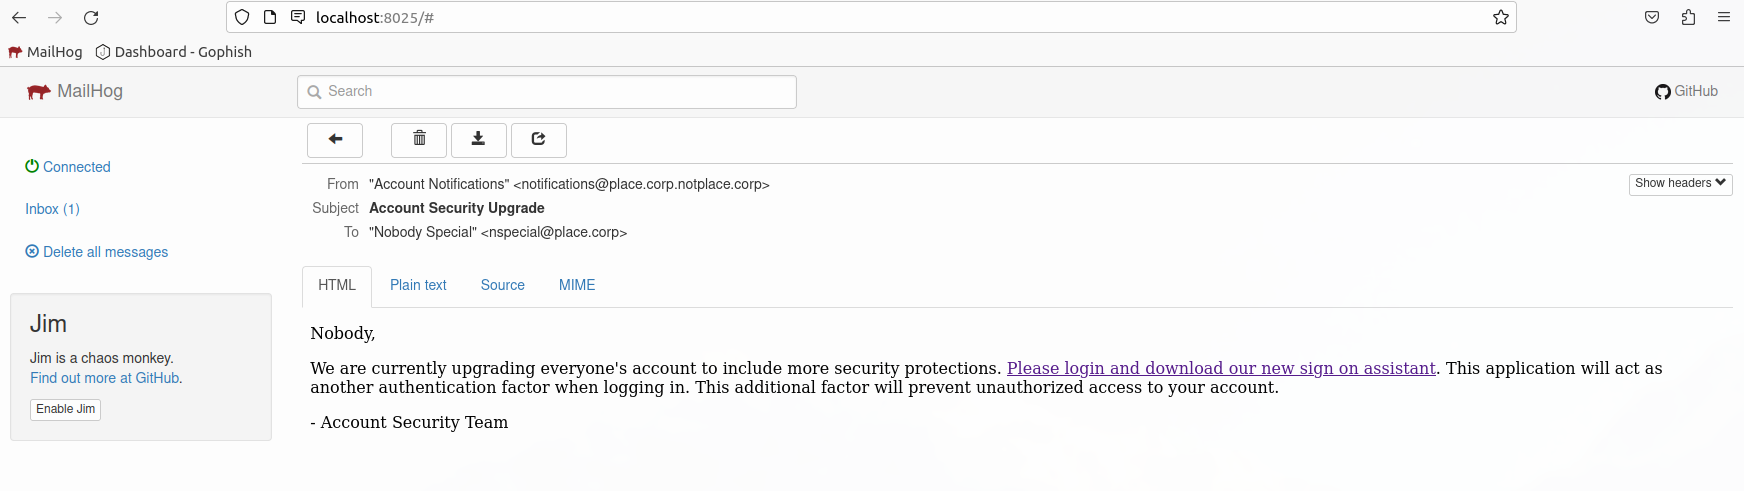 localhost:8025/#
MailHog Dashboard - Gophish
MailHog Search GitHub
Connected
Inbox (1)
Delete all messages
Jim
Jim is a chaos monkey.
Find out more at GitHub.
Enable Jim
From "Account Notifications" <notifications@place.corp.notplace.corp> Show headers
Subject Account Security Upgrade
To "Nobody Special" <nspecial@place.corp>
HTML Plain text Source MIME
Nobody,
We are currently upgrading everyone's account to include more security protections. Please login and download our new sign on assistant. This application will act as
another authentication factor when logging in. This additional factor will prevent unauthorized access to your account.
- Account Security Team